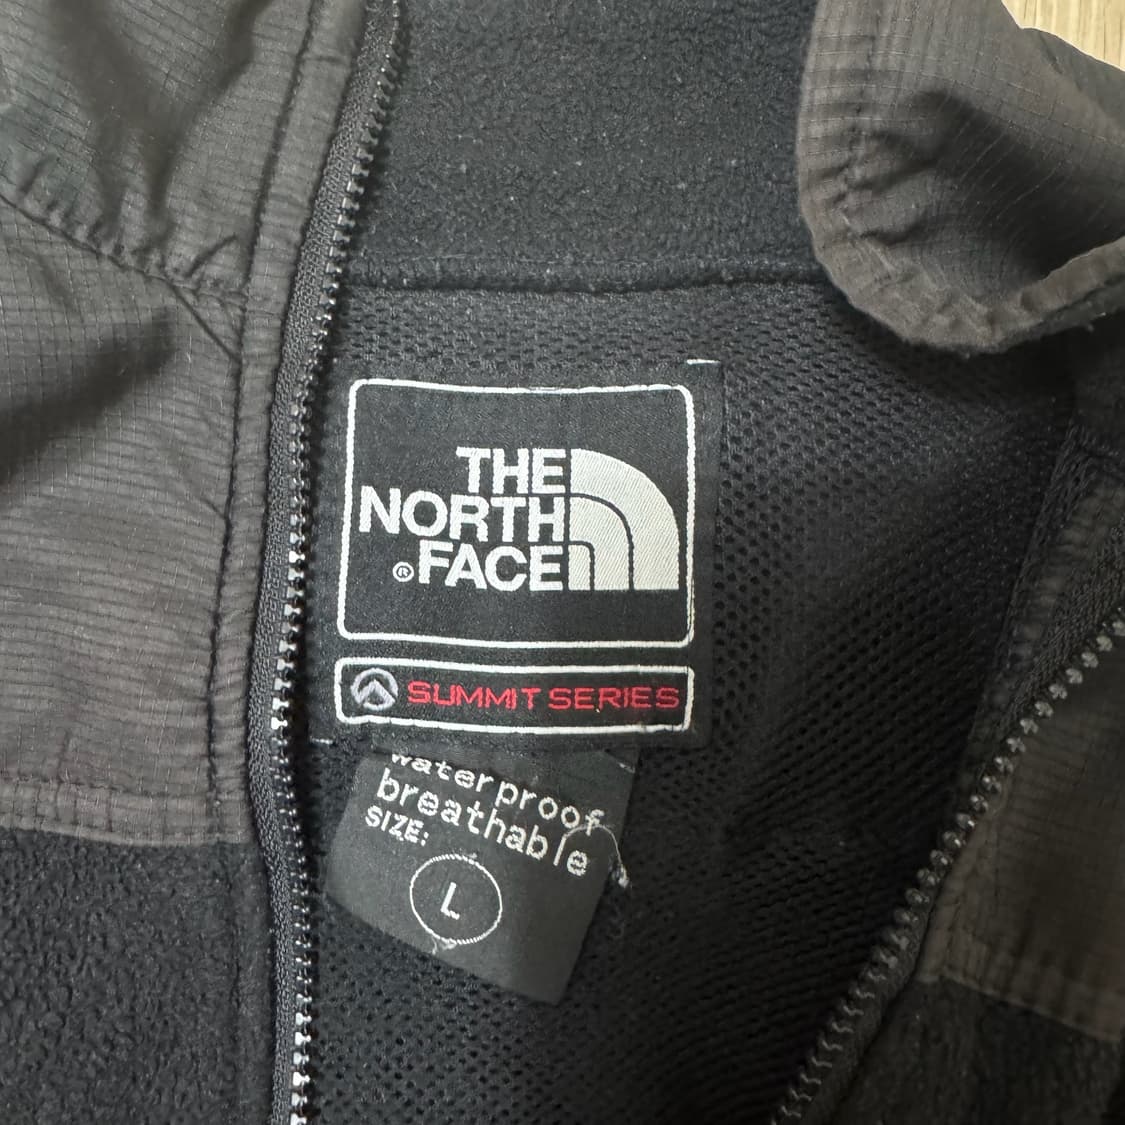 THE
NORTH
®FACE
SUMMIT SERIES
waterproof
breathable
SIZE:
L